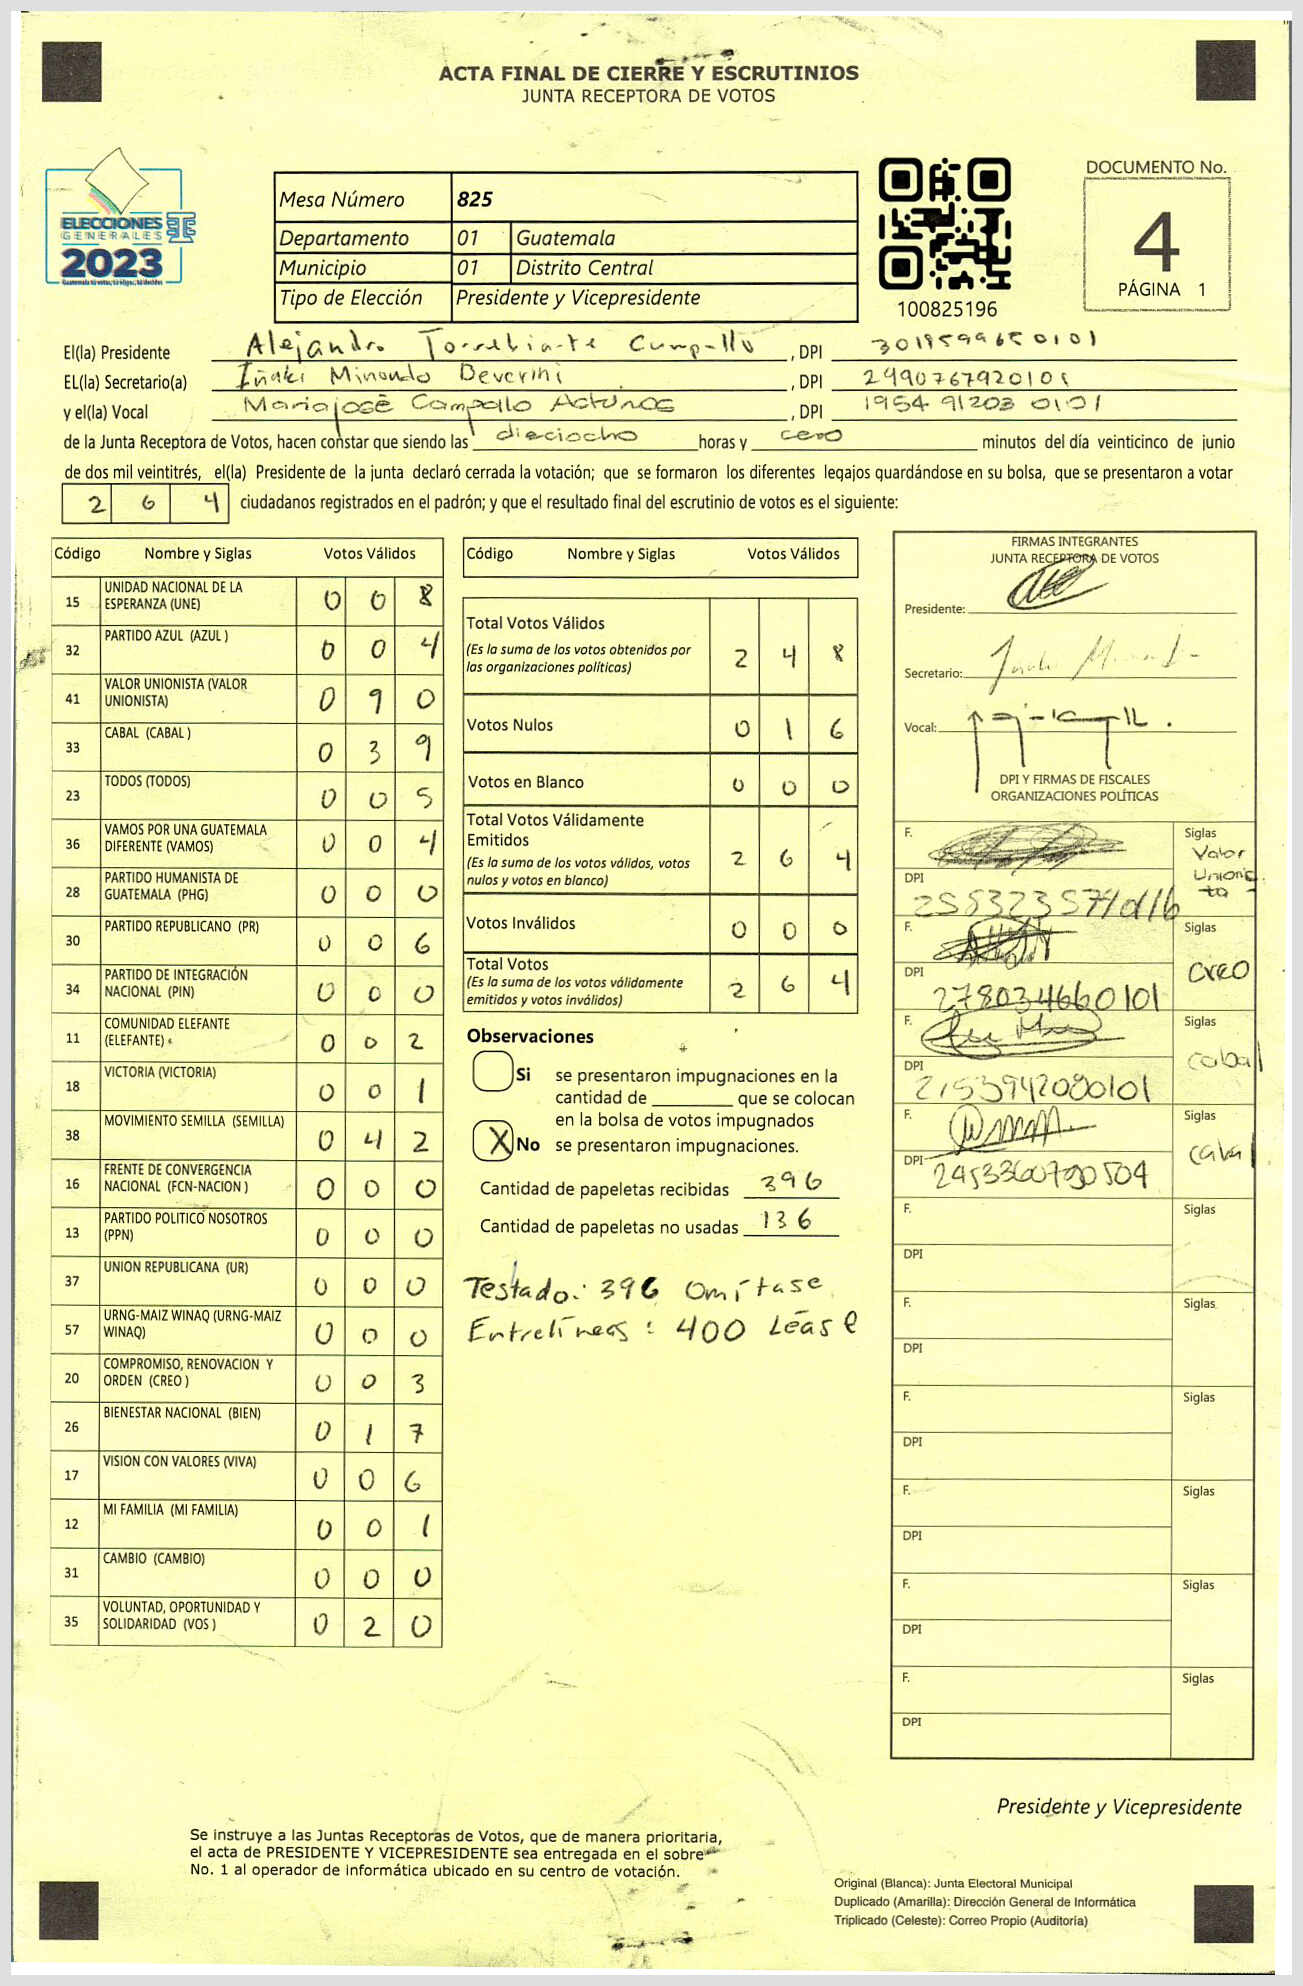 ACTA FINAL DE CIERRE Y ESCRUTINIOS
JUNTA RECEPTORA DE VOTOS
ELECCIONES
GENERALES
2023
Mesa Número 825
Departamento 01 Guatemala
Municipio 01 Distrito Central
Tipo de Elección Presidente y Vicepresidente
100825196
DOCUMENTO No.
4
PÁGINA 1
El(la) Presidente Alejandro Torrebiarte Campollo , DPI
EL(la) Secretario(a) Iñaki Minondo Deverini , DPI 2990767920101
y el(la) Vocal Mariajosè Campollo , DPI 1954 91203 0101
de la Junta Receptora de Votos, hacen constar que siendo las dieciocho horas y cero minutos del día veinticinco de junio
de dos mil veintitrés, el(la) Presidente de la junta declaró cerrada la votación; que se formaron los diferentes legajos quardándose en su bolsa, que se presentaron a votar
2 6 4 ciudadanos registrados en el padrón; y que el resultado final del escrutinio de votos es el siguiente:
Código Nombre y Siglas Votos Válidos
15 UNIDAD NACIONAL DE LA
ESPERANZA (UNE) 0 0 8
32 PARTIDO AZUL (AZUL ) 0 0 4
41 VALOR UNIONISTA (VALOR
UNIONISTA) 0 9 0
33 CABAL (CABAL ) 0 3 9
23 TODOS (TODOS) 0 0 5
36 VAMOS POR UNA GUATEMALA
DIFERENTE (VAMOS) 0 0 4
28 PARTIDO HUMANISTA DE
GUATEMALA (PHG) 0 0 0
30 PARTIDO REPUBLICANO (PR) 0 0 6
34 PARTIDO DE INTEGRACIÓN
NACIONAL (PIN) 0 0 0
11 COMUNIDAD ELEFANTE
(ELEFANTE) 0 0 2
18 VICTORIA (VICTORIA) 0 0 1
38 MOVIMIENTO SEMILLA (SEMILLA) 0 4 2
16 FRENTE DE CONVERGENCIA
NACIONAL (FCN-NACION ) 0 0 0
13 PARTIDO POLITICO NOSOTROS
(PPN) 0 0 0
37 UNION REPUBLICANA (UR) 0 0 0
57 URNG-MAIZ WINAQ (URNG-MAIZ
WINAQ) 0 0 0
20 COMPROMISO, RENOVACION Y
ORDEN (CREO ) 0 0 3
26 BIENESTAR NACIONAL (BIEN) 0 1 7
17 VISION CON VALORES (VIVA) 0 0 6
12 MI FAMILIA (MI FAMILIA) 0 0 1
31 CAMBIO (CAMBIO) 0 0 0
35 VOLUNTAD, OPORTUNIDAD Y
SOLIDARIDAD (VOS ) 0 2 0
Código Nombre y Siglas Votos Válidos
Total Votos Válidos
(Es la suma de los votos obtenidos por
las organizaciones políticas) 2 4 8
Votos Nulos 0 1 6
Votos en Blanco 0 0 0
Total Votos Válidamente
Emitidos
(Es la suma de los votos válidos, votos
nulos y votos en blanco) 2 6 4
Votos Inválidos 0 0 0
Total Votos
(Es la suma de los votos válidamente
emitidos y votos inválidos) 2 6 4
Observaciones
Si se presentaron impugnaciones en la
cantidad de ________ que se colocan
en la bolsa de votos impugnados
X No se presentaron impugnaciones.
Cantidad de papeletas recibidas 396
Cantidad de papeletas no usadas 136
Testado: 396 Omítase
Entrelíneas: 400 Léase
FIRMAS INTEGRANTES
JUNTA RECEPTORA DE VOTOS
Presidente:
Secretario:
Vocal:
DPI Y FIRMAS DE FISCALES
ORGANIZACIONES POLÍTICAS
F. Siglas
Valor
Unionista
DPI
F. Siglas
Creo
DPI 278034660101
F. Siglas
cabal
DPI 2153942080101
F. Siglas
cabal
DPI 2453360790504
F. Siglas
DPI
F. Siglas
DPI
F. Siglas
DPI
F. Siglas
DPI
F. Siglas
DPI
F. Siglas
DPI
Presidente y Vicepresidente
Se instruye a las Juntas Receptoras de Votos, que de manera prioritaria,
el acta de PRESIDENTE Y VICEPRESIDENTE sea entregada en el sobre
No. 1 al operador de informática ubicado en su centro de votación.
Original (Blanca): Junta Electoral Municipal
Duplicado (Amarilla): Dirección General de Informática
Triplicado (Celeste): Correo Propio (Auditoría)